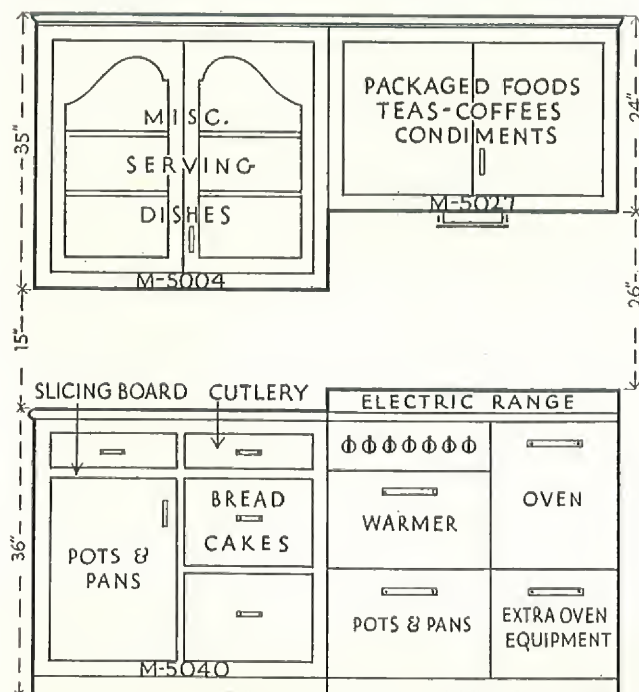 35"
24"
MISC.
SERVING
DISHES
M-5004
PACKAGED FOODS
TEAS-COFFEES
CONDIMENTS
M-5027
15"
26"
SLICING BOARD
CUTLERY
ELECTRIC RANGE
36"
POTS &
PANS
BREAD
CAKES
M-5040
WARMER
OVEN
POTS & PANS
EXTRA OVEN
EQUIPMENT